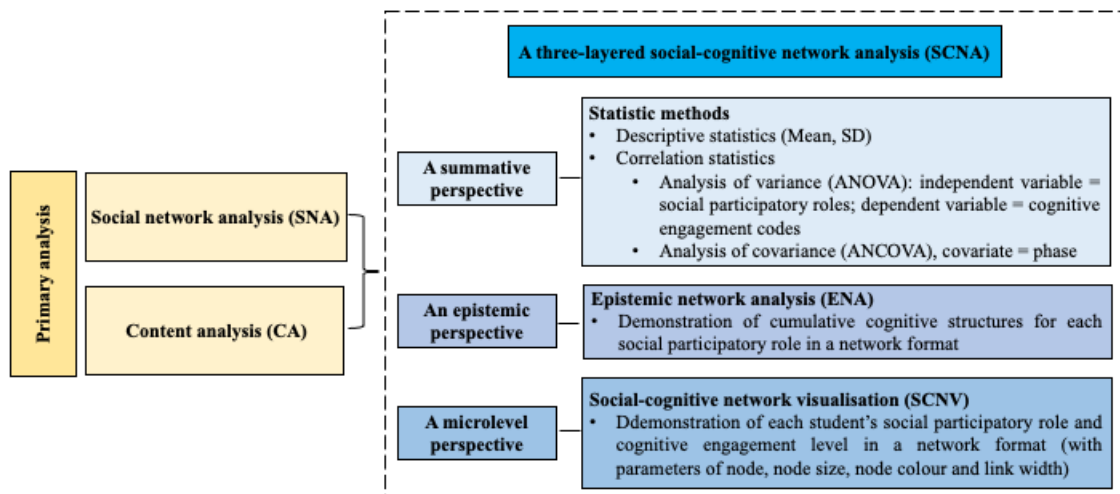 A three-layered social-cognitive network analysis (SCNA)
Primary analysis
Social network analysis (SNA)
Content analysis (CA)
A summative
perspective
Statistic methods
• Descriptive statistics (Mean, SD)
• Correlation statistics
• Analysis of variance (ANOVA): independent variable =
social participatory roles; dependent variable = cognitive
engagement codes
• Analysis of covariance (ANCOVA), covariate = phase
An epistemic
perspective
Epistemic network analysis (ENA)
• Demonstration of cumulative cognitive structures for each
social participatory role in a network format
A microlevel
perspective
Social-cognitive network visualisation (SCNV)
• Ddemonstration of each student's social participatory role and
cognitive engagement level in a network format (with
parameters of node, node size, node colour and link width)